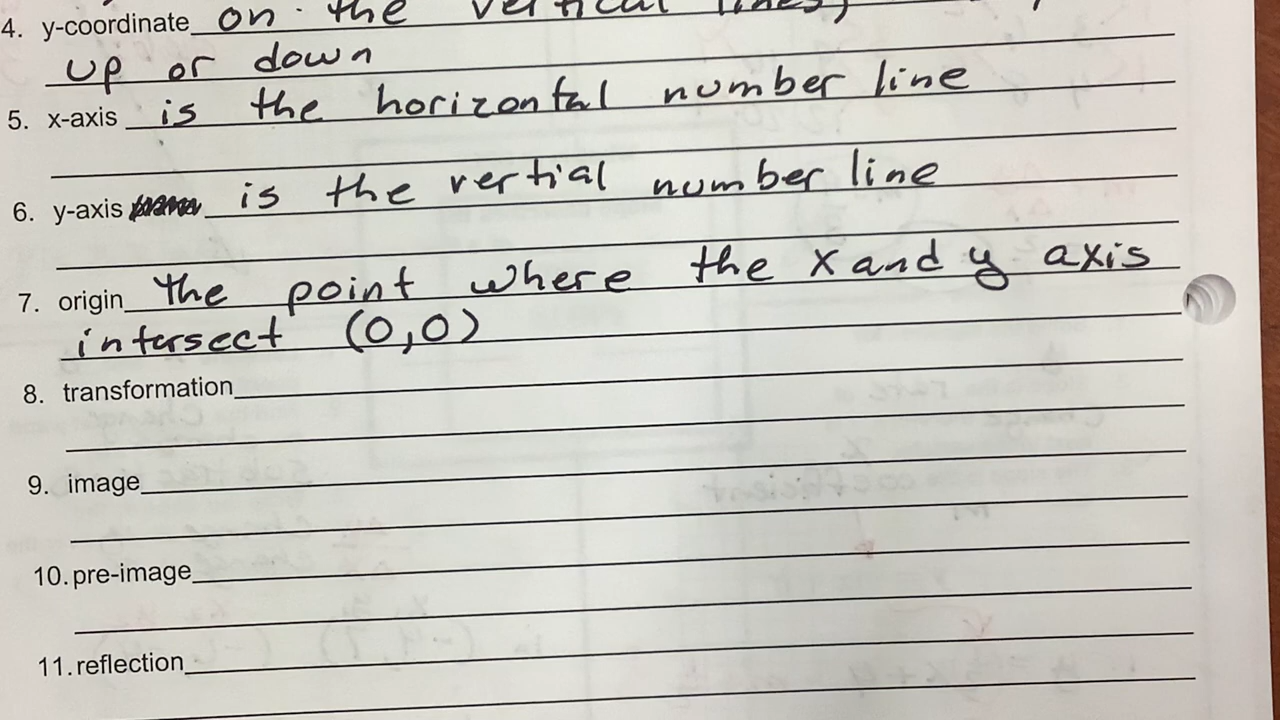 4. y-coordinate on the vertical lines,
up or down
5. x-axis is the horizontal number line
6. y-axis is the vertial number line
7. origin the point where the x and y axis
intersect (0,0)
8. transformation
9. image
10. pre-image
11. reflection